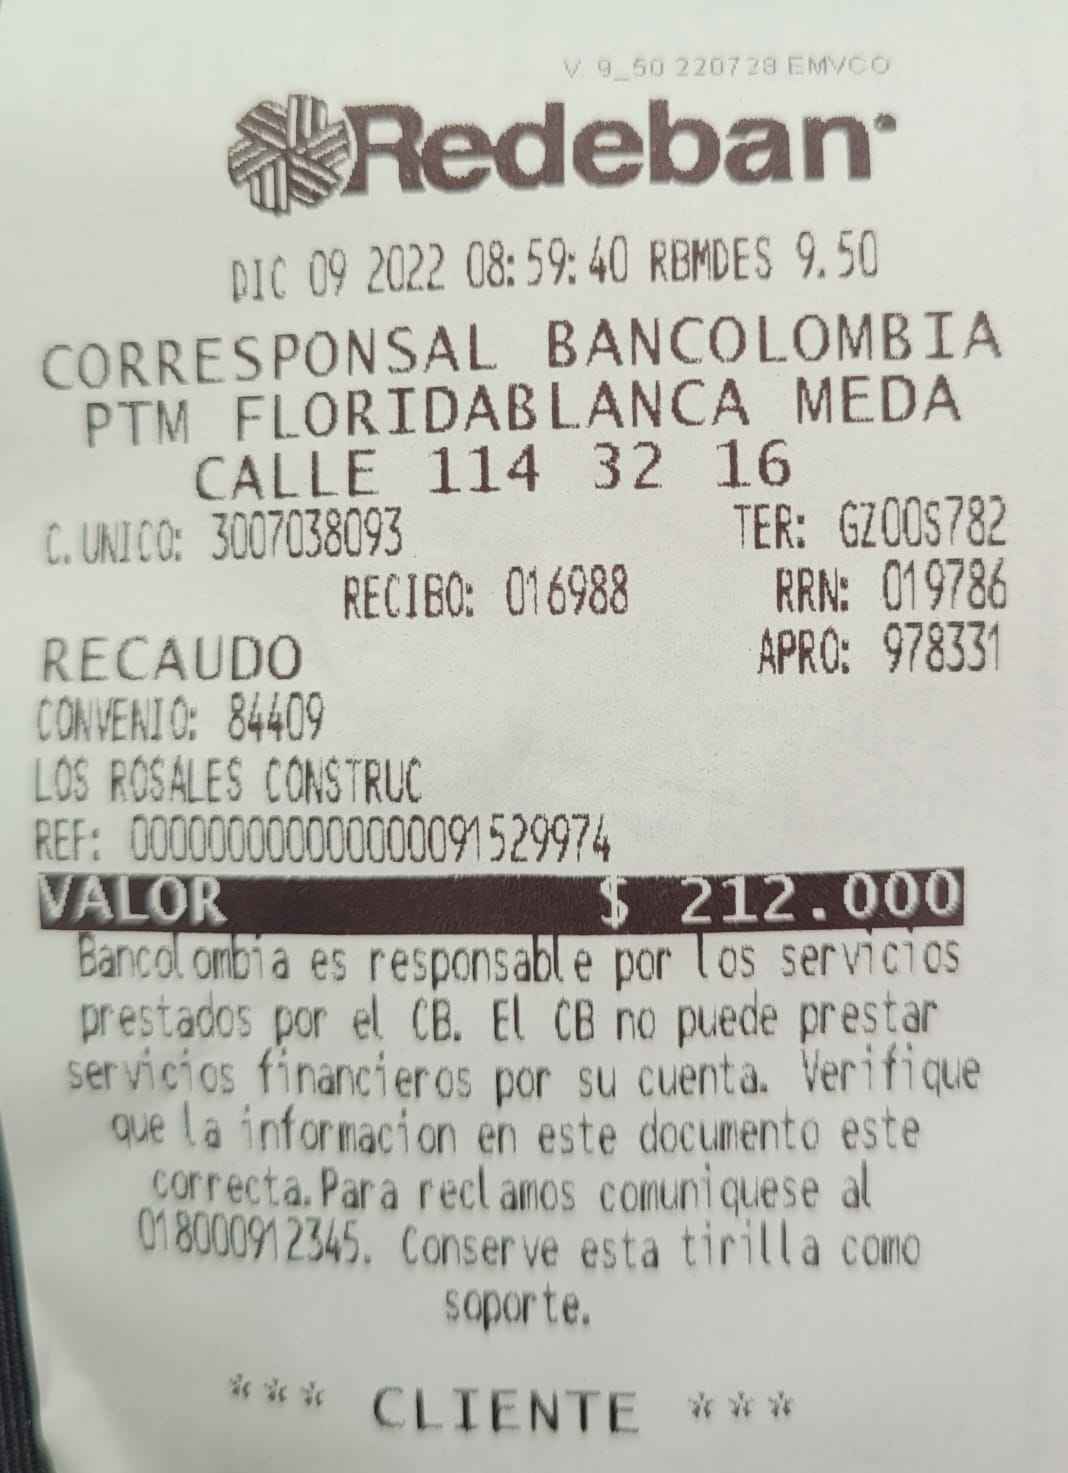 V. 9_50 220728 EMVCO
Redeban
DIC 09 2022 08:59:40 RBMDES 9.50
CORRESPONSAL BANCOLOMBIA
PTM FLORIDABLANCA MEDA
CALLE 114 32 16
C.UNICO: 3007038093 TER: GZ00S782
RECIBO: 016988 RRN: 019786
RECAUDO APRO: 978331
CONVENIO: 84409
LOS ROSALES CONSTRUC
REF: 0000000000000000091529974
VALOR $ 212.000
Bancolombia es responsable por los servicios
prestados por el CB. El CB no puede prestar
servicios financieros por su cuenta. Verifique
que la informacion en este documento este
correcta.Para reclamos comuniquese al
018000912345. Conserve esta tirilla como
soporte.
*** CLIENTE ***